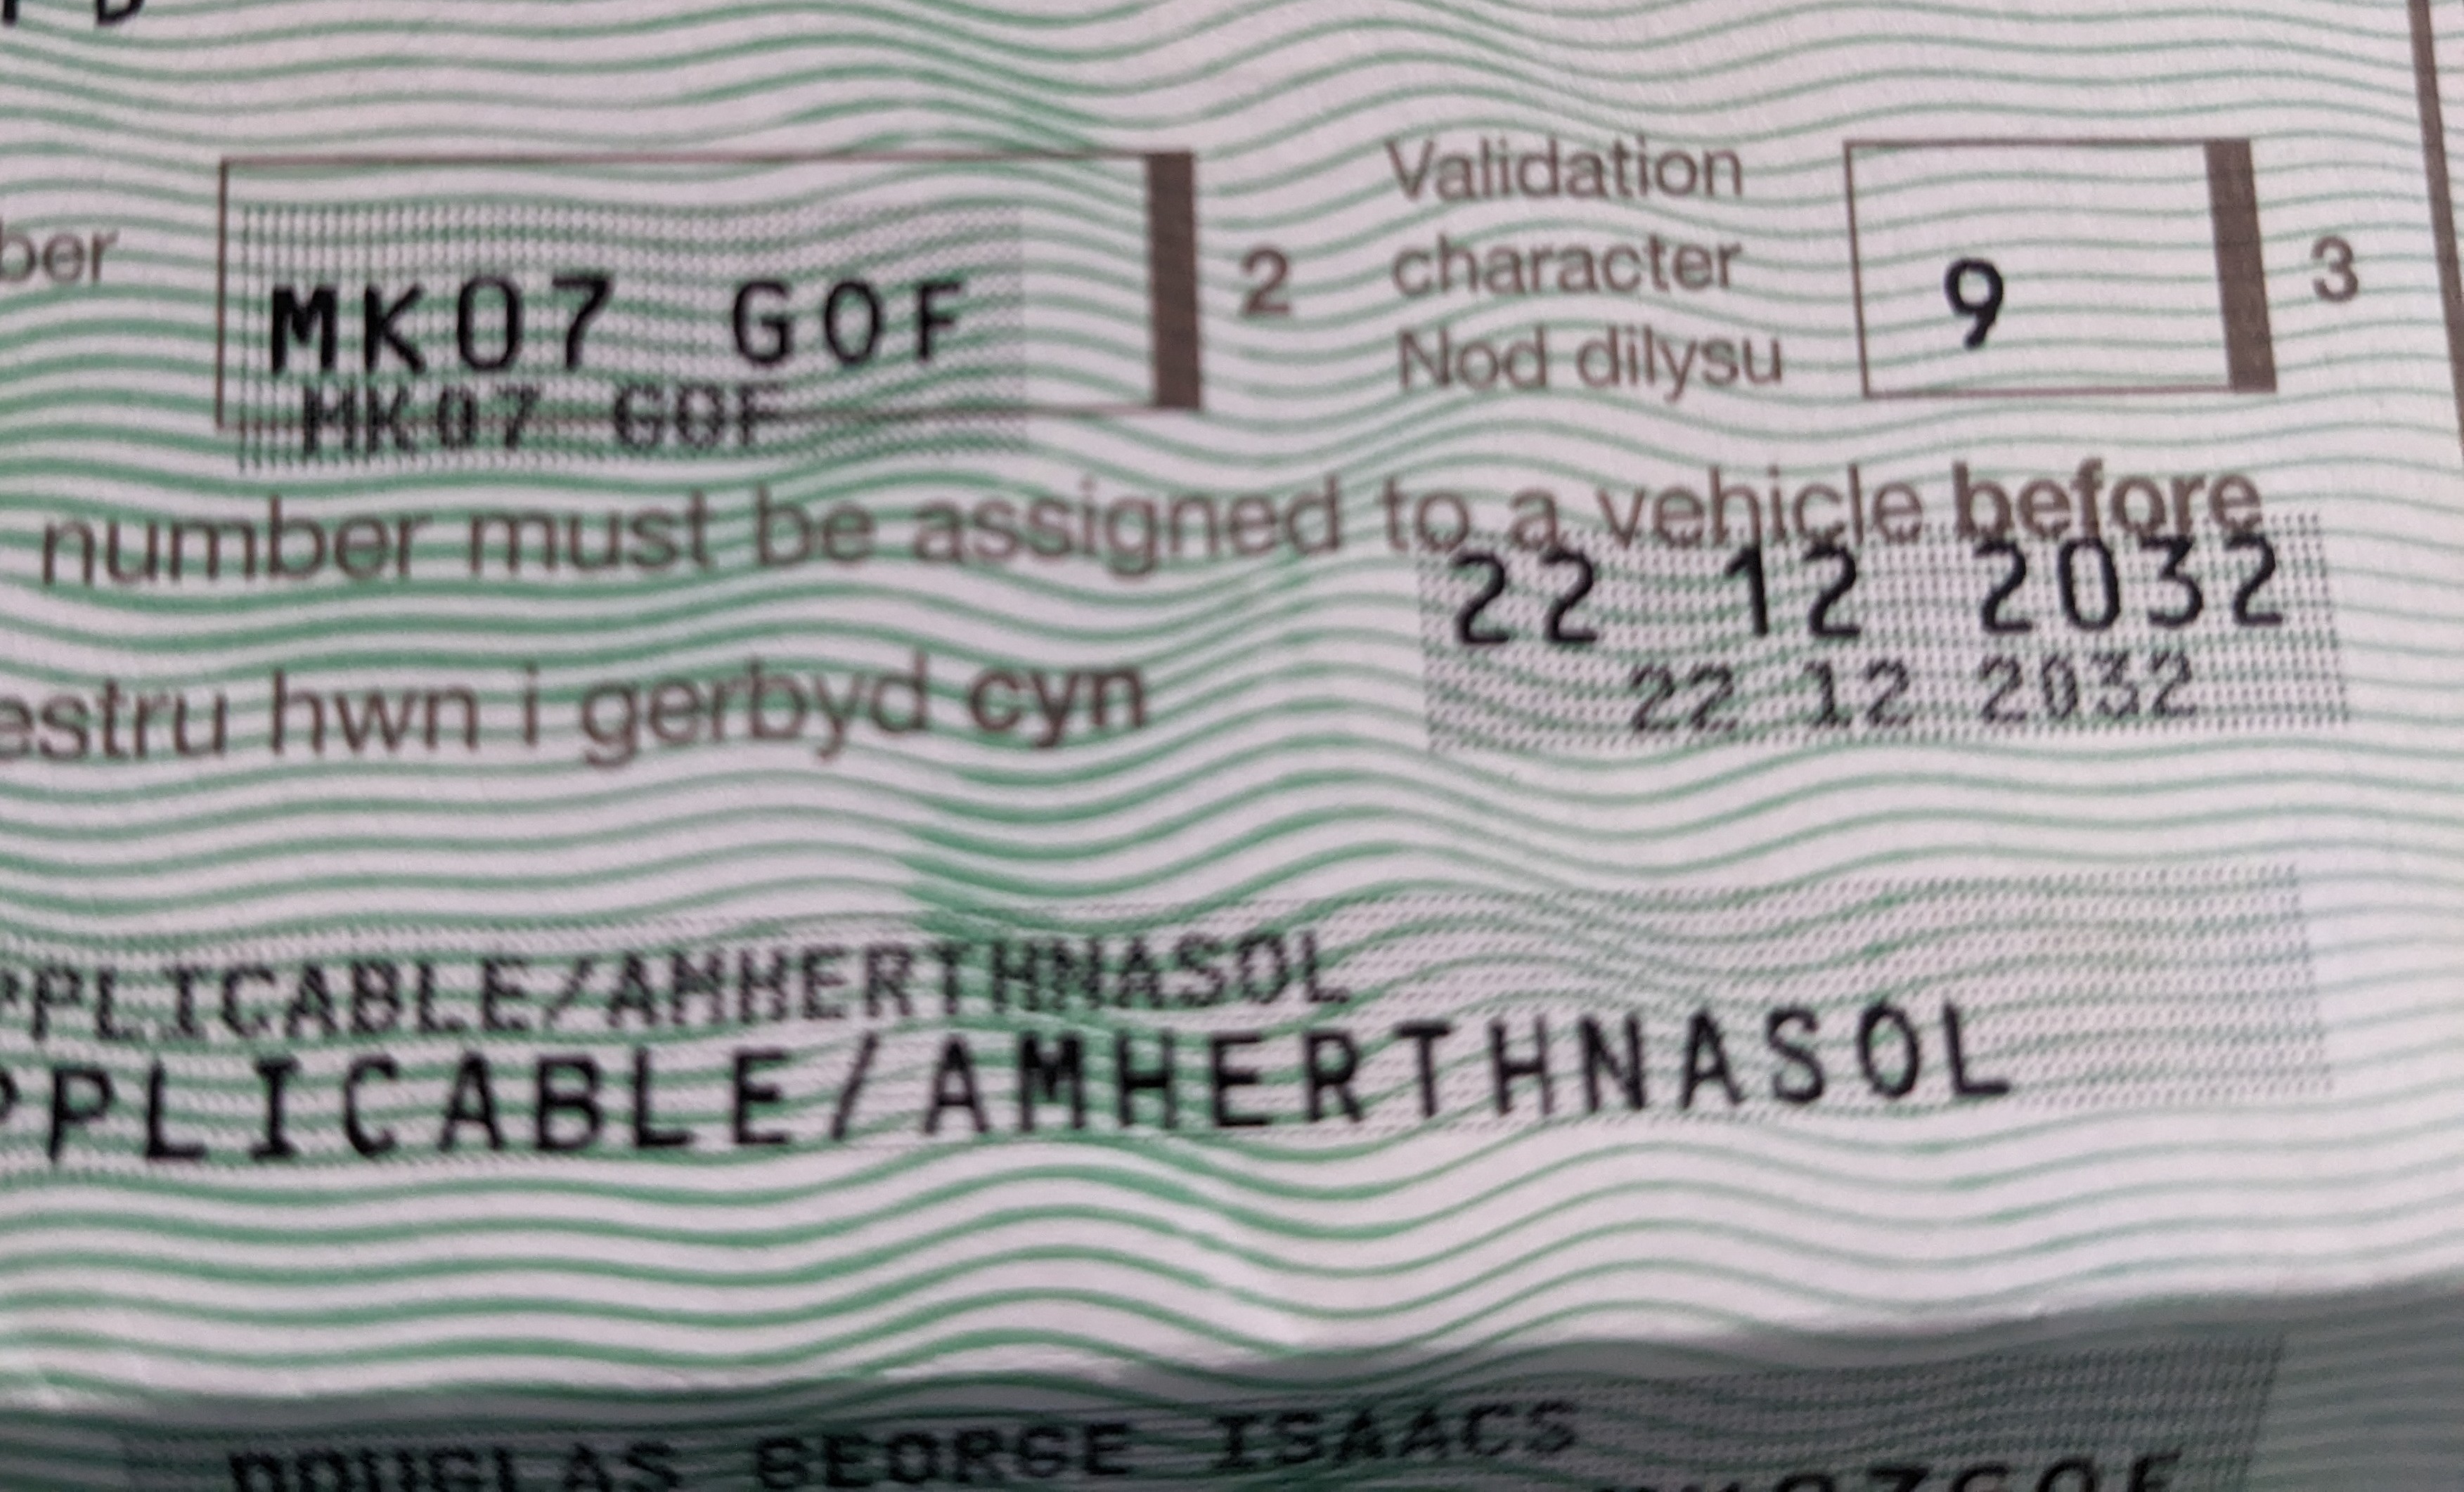 Validation
ber MK07 GOF 2 character 9 3
MK07 GOF Nod dilysu
number must be assigned to a vehicle before
22 12 2032
estru hwn i gerbyd cyn 22 12 2032
PPLICABLE/AMHERTHNASOL
PPLICABLE/AMHERTHNASOL
DOUGLAS GEORGE ISAACS
MK07GOF